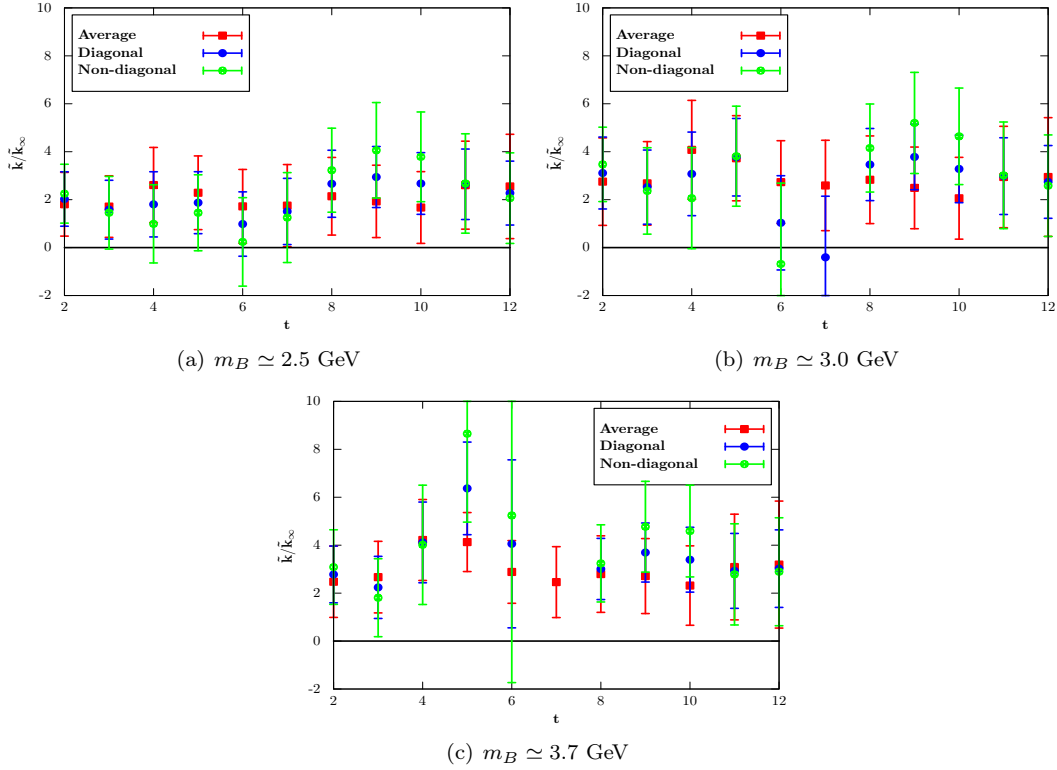 10
8
6
4
2
0
-2
k̃/k̃∞
Average
Diagonal
Non-diagonal
2 4 6 8 10 12
t
(a) m_B ≃ 2.5 GeV
10
8
6
4
2
0
-2
k̃/k̃∞
Average
Diagonal
Non-diagonal
2 4 6 8 10 12
t
(b) m_B ≃ 3.0 GeV
10
8
6
4
2
0
-2
k̃/k̃∞
Average
Diagonal
Non-diagonal
2 4 6 8 10 12
t
(c) m_B ≃ 3.7 GeV